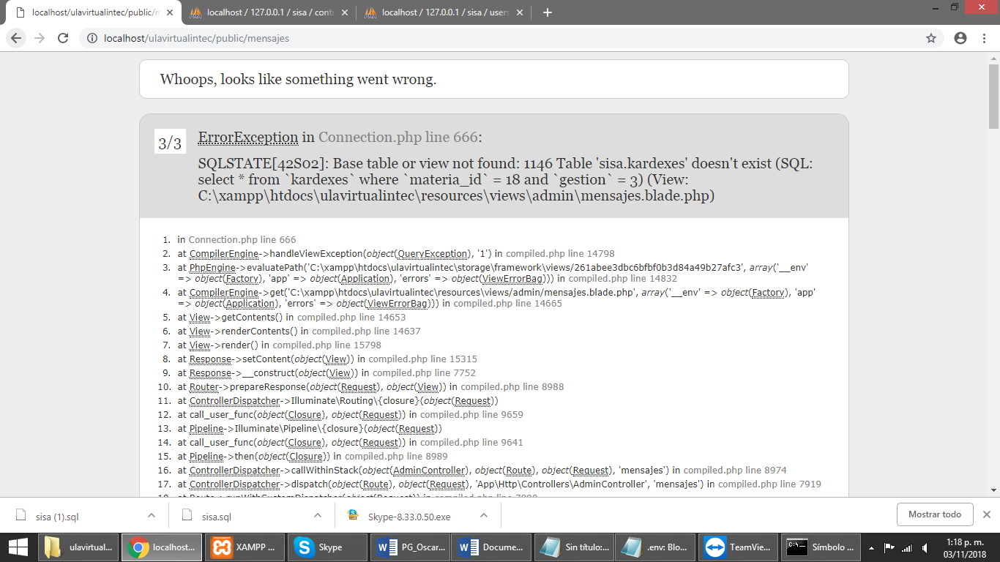 localhost/ulavirtualintec/public/m
localhost / 127.0.0.1 / sisa / contr
localhost / 127.0.0.1 / sisa / users
localhost/ulavirtualintec/public/mensajes
Whoops, looks like something went wrong.
3/3
ErrorException in Connection.php line 666:
SQLSTATE[42S02]: Base table or view not found: 1146 Table 'sisa.kardexes' doesn't exist (SQL:
select * from `kardexes` where `materia_id` = 18 and `gestion` = 3) (View:
C:\xampp\htdocs\ulavirtualintec\resources\views\admin\mensajes.blade.php)
1. in Connection.php line 666
2. at CompilerEngine->handleViewException(object(QueryException), '1') in compiled.php line 14798
3. at PhpEngine->evaluatePath('C:\xampp\htdocs\ulavirtualintec\storage\framework\views/261abee3dbc6bfbf0b3d84a49b27afc3', array('__env'
=> object(Factory), 'app' => object(Application), 'errors' => object(ViewErrorBag))) in compiled.php line 14832
4. at CompilerEngine->get('C:\xampp\htdocs\ulavirtualintec\resources\views/admin/mensajes.blade.php', array('__env' => object(Factory), 'app'
=> object(Application), 'errors' => object(ViewErrorBag))) in compiled.php line 14665
5. at View->getContents() in compiled.php line 14653
6. at View->renderContents() in compiled.php line 14637
7. at View->render() in compiled.php line 15798
8. at Response->setContent(object(View)) in compiled.php line 15315
9. at Response->__construct(object(View)) in compiled.php line 7752
10. at Router->prepareResponse(object(Request), object(View)) in compiled.php line 8988
11. at ControllerDispatcher->Illuminate\Routing\{closure}(object(Request))
12. at call_user_func(object(Closure), object(Request)) in compiled.php line 9659
13. at Pipeline->Illuminate\Pipeline\{closure}(object(Request))
14. at call_user_func(object(Closure), object(Request)) in compiled.php line 9641
15. at Pipeline->then(object(Closure)) in compiled.php line 8989
16. at ControllerDispatcher->callWithinStack(object(AdminController), object(Route), object(Request), 'mensajes') in compiled.php line 8974
17. at ControllerDispatcher->dispatch(object(Route), object(Request), 'App\Http\Controllers\AdminController', 'mensajes') in compiled.php line 7919
sisa (1).sql
sisa.sql
Skype-8.33.0.50.exe
Mostrar todo
ulavirtual...
localhost...
XAMPP ...
Skype
PG_Oscar...
Docume...
Sin título:...
.env: Blo...
TeamVie...
Símbolo ...
1:18 p. m.
03/11/2018